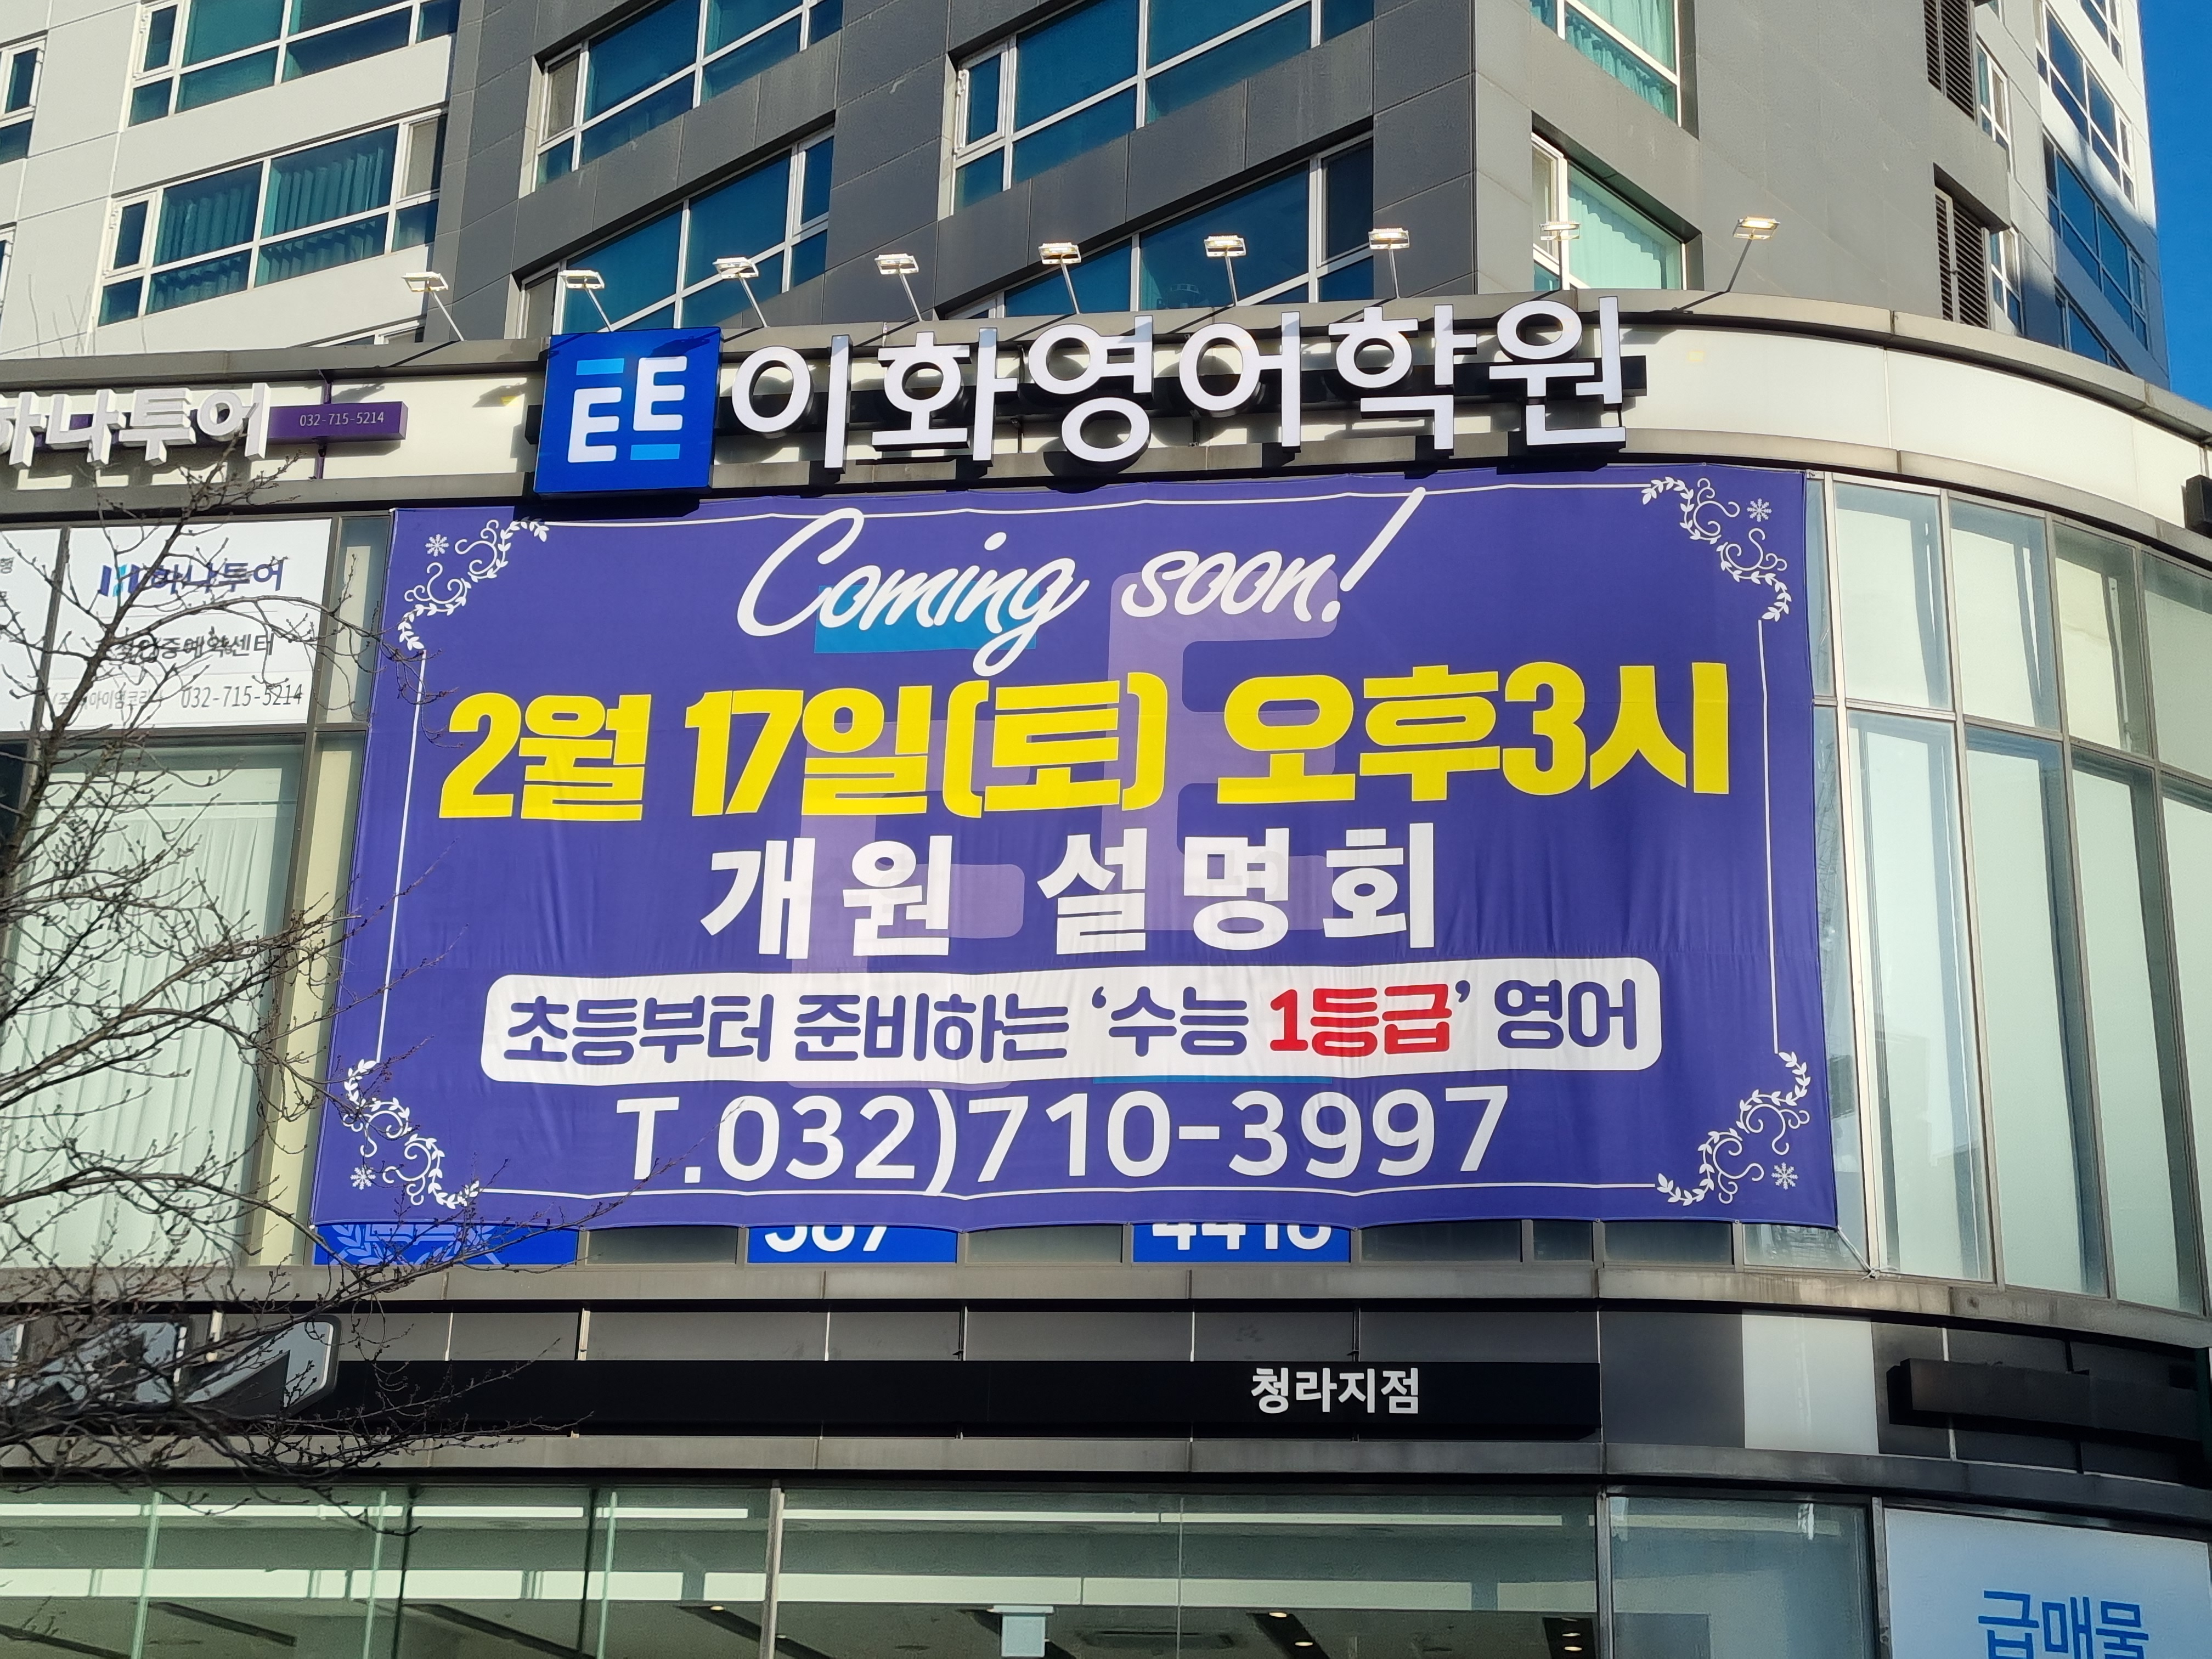 이화영어학원
하나투어
032-715-5214
Coming soon!
2월 17일(토) 오후3시
개원 설명회
초등부터 준비하는 '수능 1등급' 영어
T.032)710-3997
하나투어
032-715-5214
청라지점
급매물